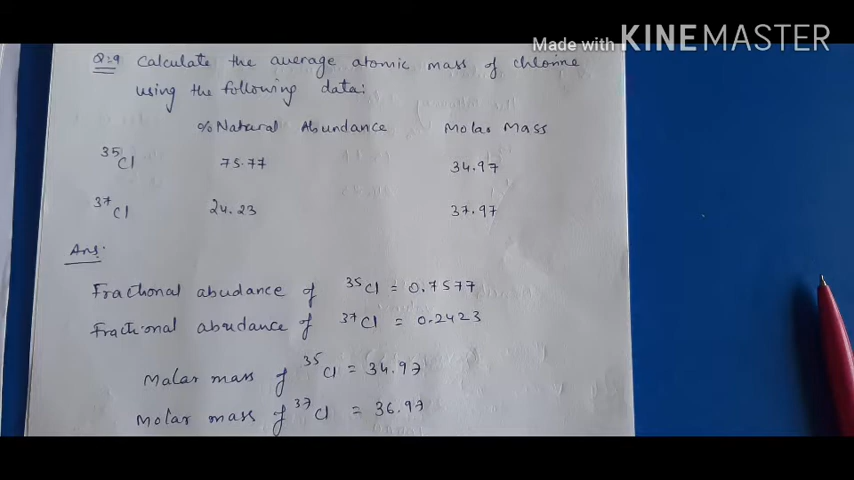 Made with KINEMASTER
Q:9 Calculate the average atomic mass of chlorine
using the following data:
% Natural Abundance Molar Mass
³⁵Cl 75.77 34.97
³⁷Cl 24.23 37.97
Ans:
Fractional abudance of ³⁵Cl = 0.7577
Fractional abudance of ³⁷Cl = 0.2423
Molar mass of ³⁵Cl = 34.97
Molar mass of ³⁷Cl = 36.97